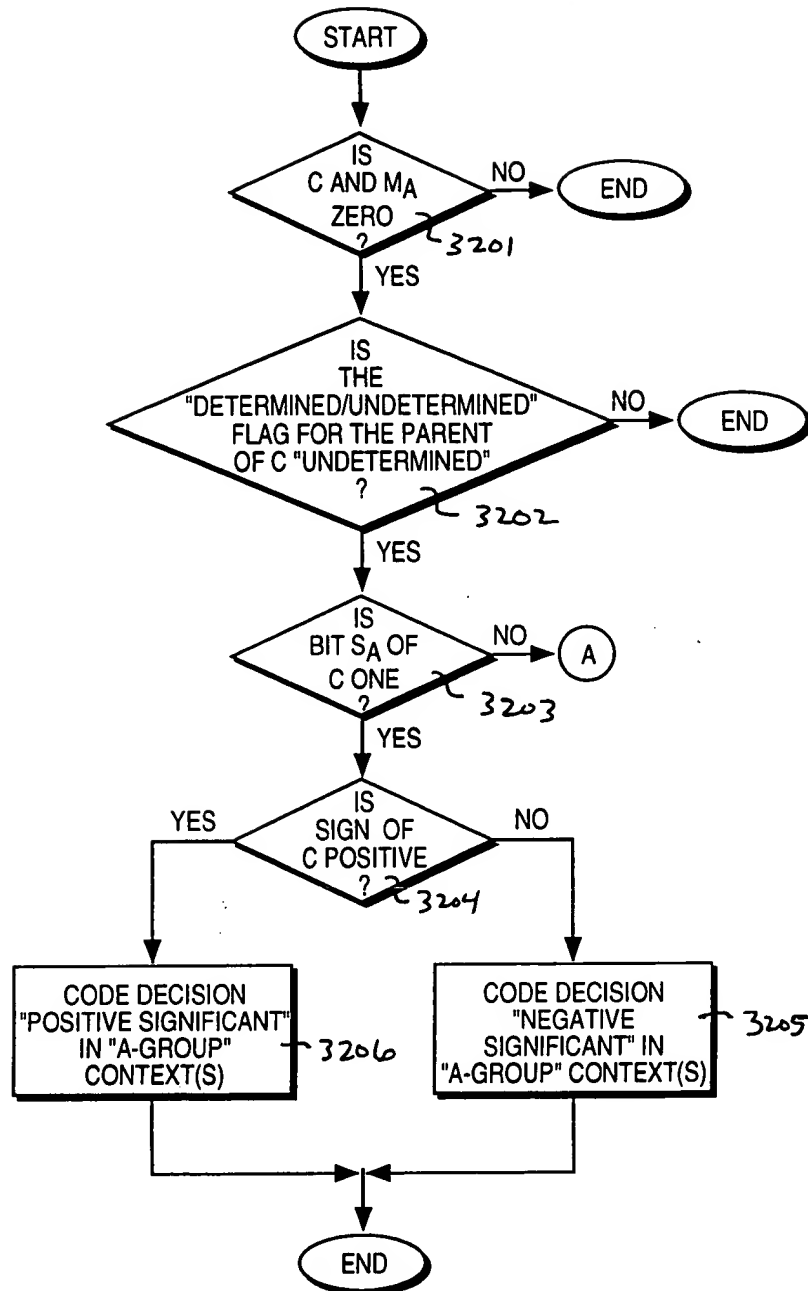 START
IS
C AND MA
ZERO
?
NO
END
3201
YES
IS
THE
"DETERMINED/UNDETERMINED"
FLAG FOR THE PARENT
OF C "UNDETERMINED"
?
NO
END
3202
YES
IS
BIT SA OF
C ONE
?
NO
A
3203
YES
IS
SIGN OF
C POSITIVE
?
YES
NO
3204
CODE DECISION
"POSITIVE SIGNIFICANT"
IN "A-GROUP"
CONTEXT(S)
3206
CODE DECISION
"NEGATIVE
SIGNIFICANT" IN
"A-GROUP" CONTEXT(S)
3205
END